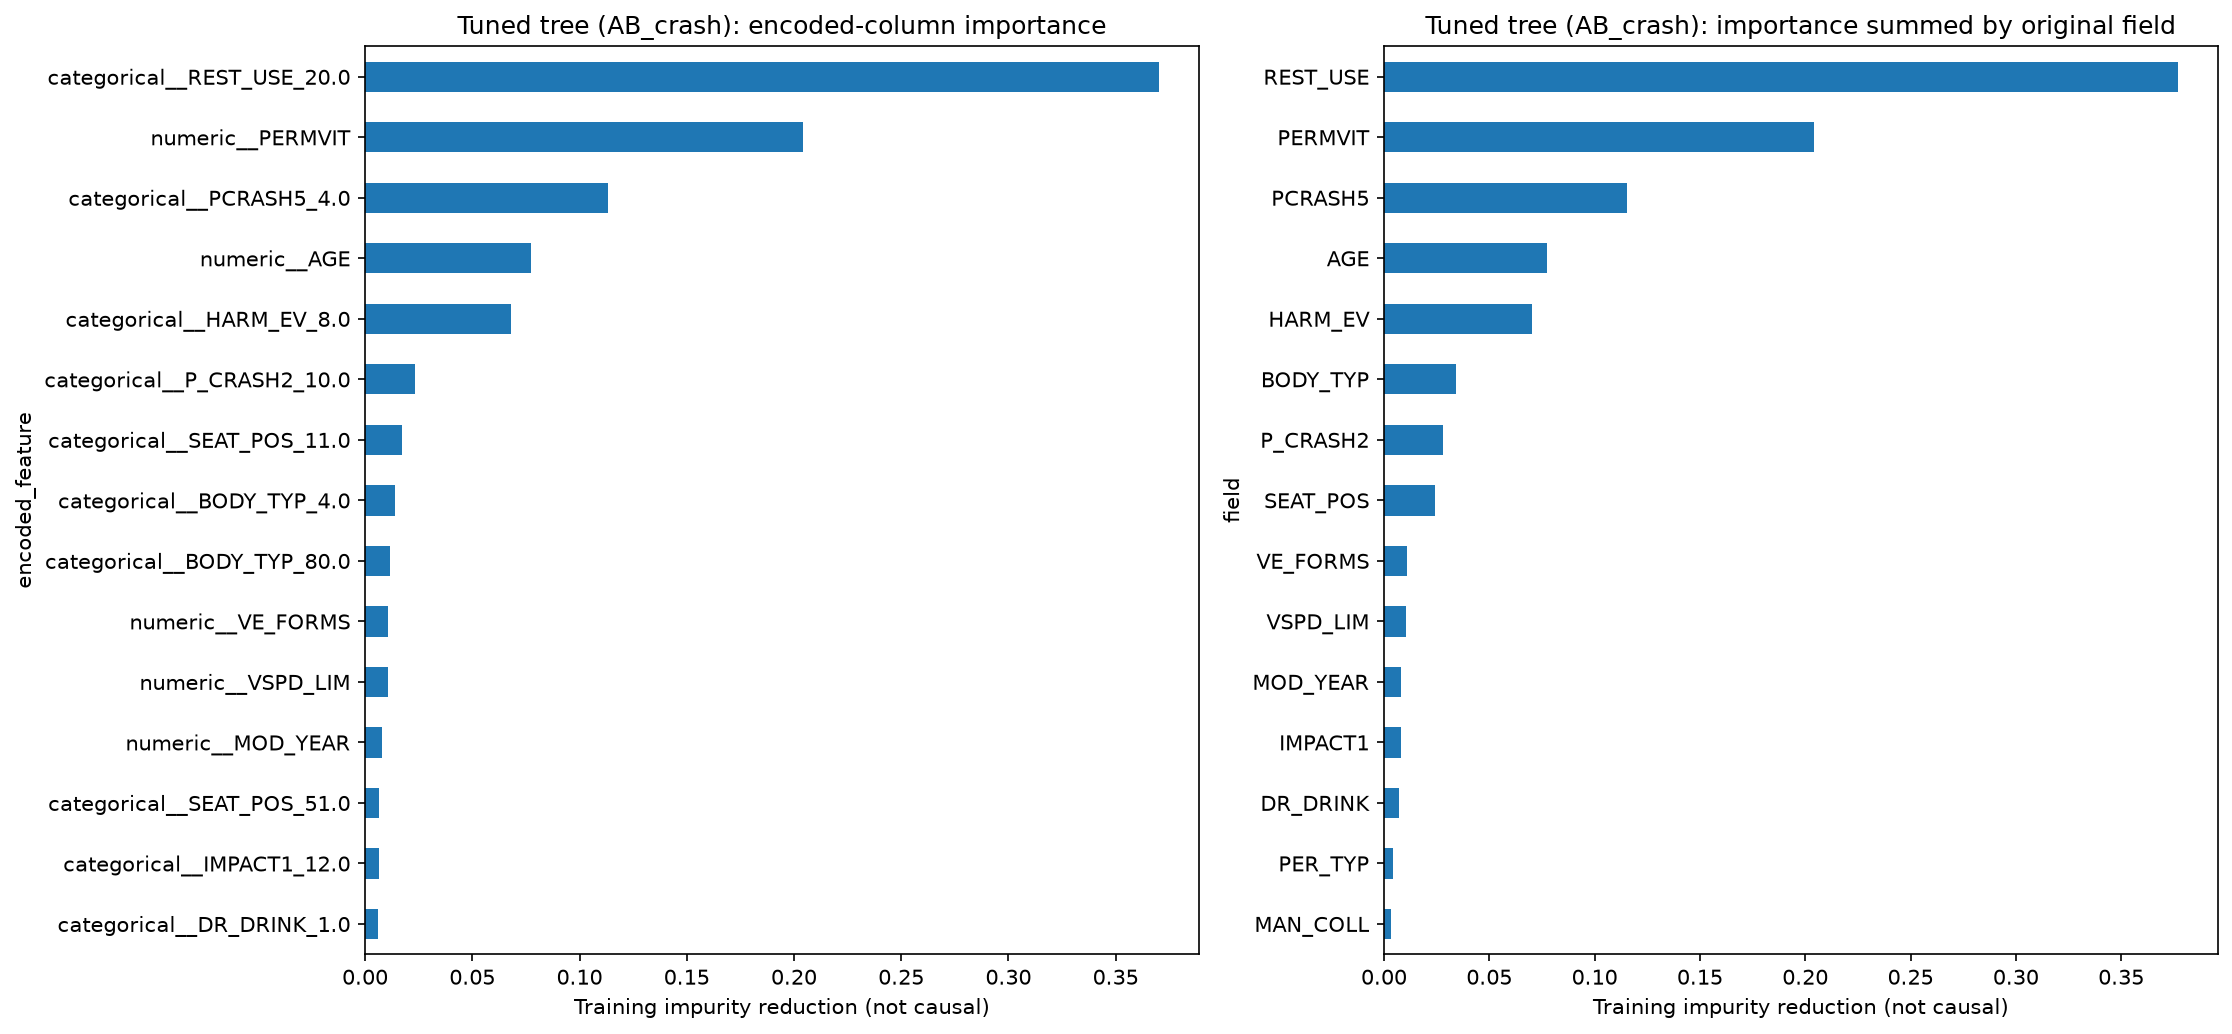 Tuned tree (AB_crash): encoded-column importance
categorical__REST_USE_20.0
numeric__PERMVIT
categorical__PCRASH5_4.0
numeric__AGE
categorical__HARM_EV_8.0
categorical__P_CRASH2_10.0
categorical__SEAT_POS_11.0
categorical__BODY_TYP_4.0
categorical__BODY_TYP_80.0
numeric__VE_FORMS
numeric__VSPD_LIM
numeric__MOD_YEAR
categorical__SEAT_POS_51.0
categorical__IMPACT1_12.0
categorical__DR_DRINK_1.0
encoded_feature
0.00 0.05 0.10 0.15 0.20 0.25 0.30 0.35
Training impurity reduction (not causal)
Tuned tree (AB_crash): importance summed by original field
REST_USE
PERMVIT
PCRASH5
AGE
HARM_EV
BODY_TYP
P_CRASH2
SEAT_POS
VE_FORMS
VSPD_LIM
MOD_YEAR
IMPACT1
DR_DRINK
PER_TYP
MAN_COLL
field
0.00 0.05 0.10 0.15 0.20 0.25 0.30 0.35
Training impurity reduction (not causal)